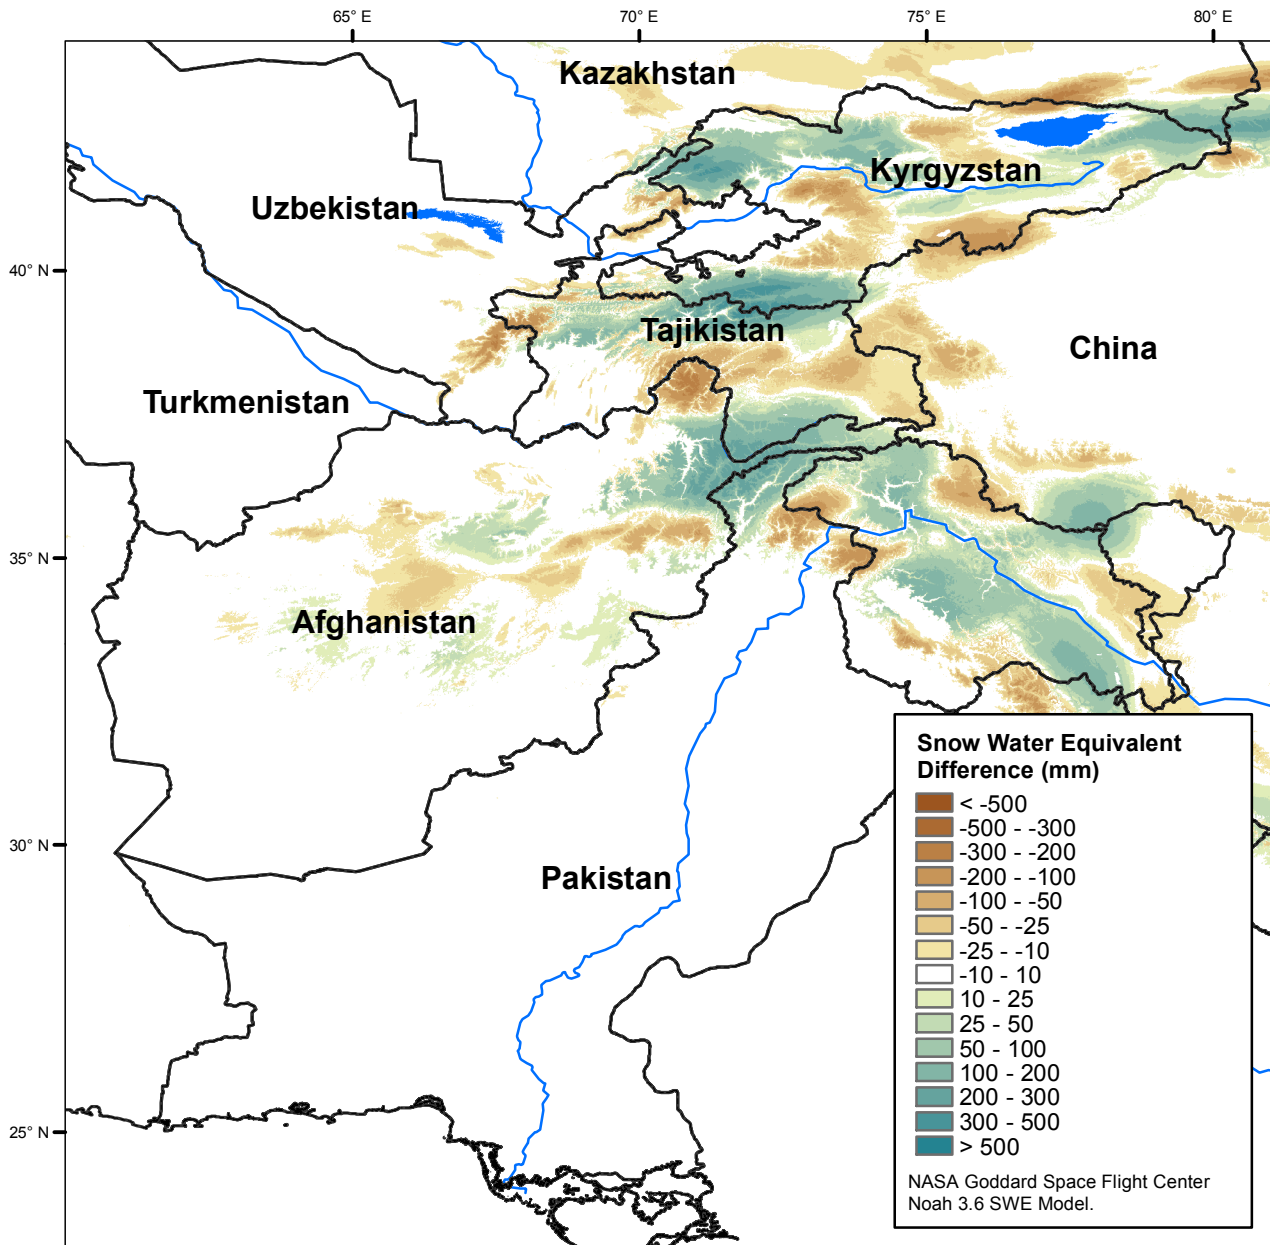 65° E
70° E
75° E
80° E
Kazakhstan
Kyrgyzstan
Uzbekistan
40° N
Tajikistan
China
Turkmenistan
35° N
Afghanistan
30° N
Pakistan
25° N
Snow Water Equivalent
Difference (mm)
< -500
-500 - -300
-300 - -200
-200 - -100
-100 - -50
-50 - -25
-25 - -10
-10 - 10
10 - 25
25 - 50
50 - 100
100 - 200
200 - 300
300 - 500
> 500
NASA Goddard Space Flight Center
Noah 3.6 SWE Model.